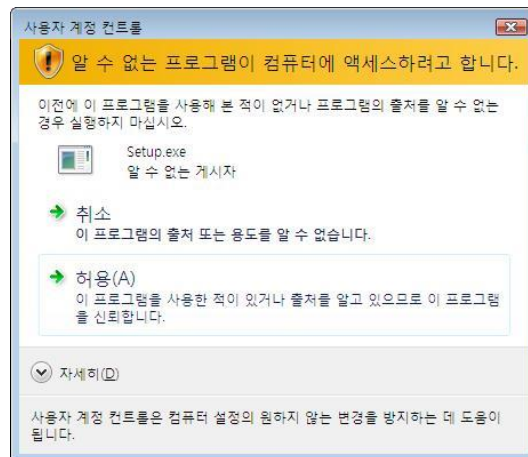 사용자 계정 컨트롤
알 수 없는 프로그램이 컴퓨터에 액세스하려고 합니다.
이전에 이 프로그램을 사용해 본 적이 없거나 프로그램의 출처를 알 수 없는
경우 실행하지 마십시오.
Setup.exe
알 수 없는 게시자
취소
이 프로그램의 출처 또는 용도를 알 수 없습니다.
허용(A)
이 프로그램을 사용한 적이 있거나 출처를 알고 있으므로 이 프로그램
을 신뢰합니다.
자세히(D)
사용자 계정 컨트롤은 컴퓨터 설정의 원하지 않는 변경을 방지하는 데 도움이
됩니다.